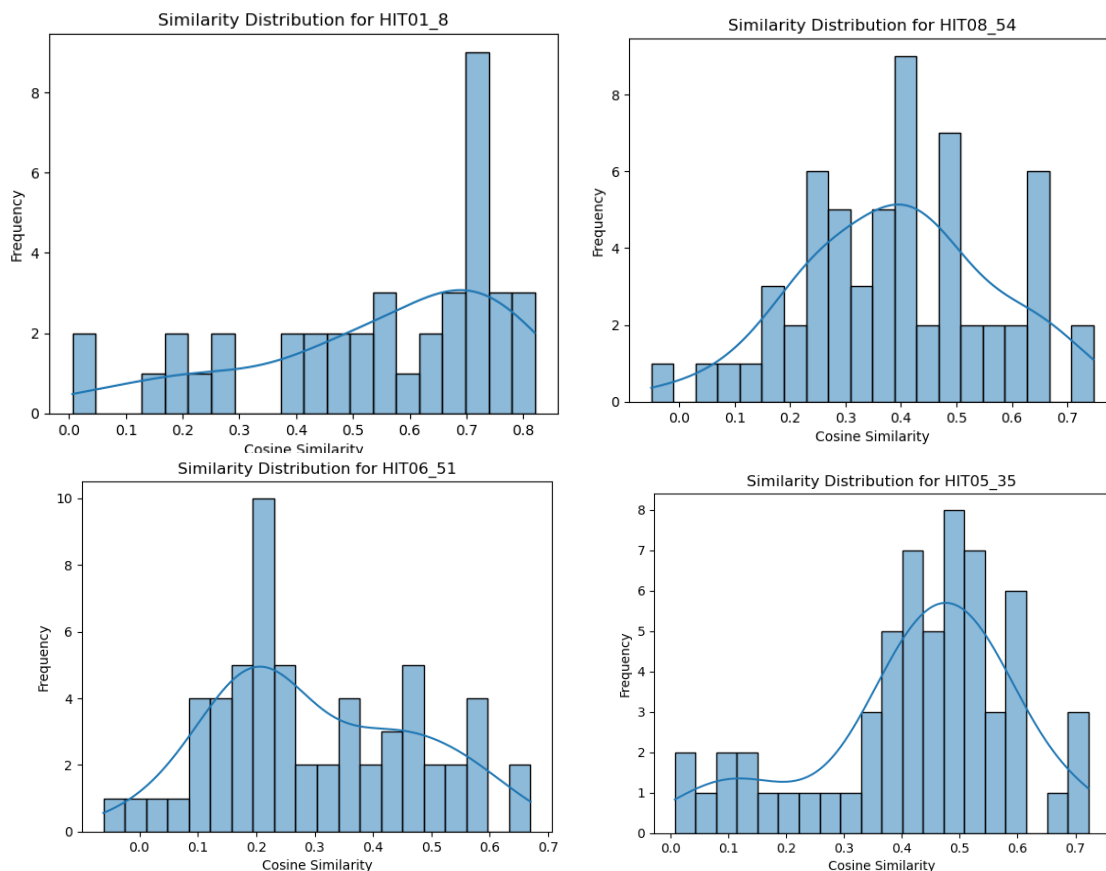 Similarity Distribution for HIT01_8
Frequency
8
6
4
2
0
0.0 0.1 0.2 0.3 0.4 0.5 0.6 0.7 0.8
Cosine Similarity
Similarity Distribution for HIT08_54
Frequency
8
6
4
2
0
0.0 0.1 0.2 0.3 0.4 0.5 0.6 0.7
Cosine Similarity
Similarity Distribution for HIT06_51
Frequency
10
8
6
4
2
0
0.0 0.1 0.2 0.3 0.4 0.5 0.6 0.7
Cosine Similarity
Similarity Distribution for HIT05_35
Frequency
8
7
6
5
4
3
2
1
0
0.0 0.1 0.2 0.3 0.4 0.5 0.6 0.7
Cosine Similarity